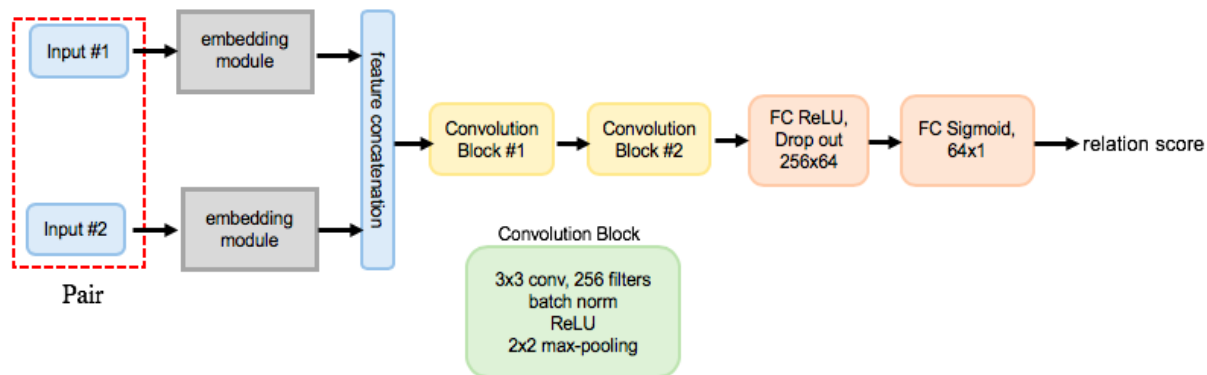 Input #1
embedding
module
feature concatenation
Input #2
embedding
module
Pair
Convolution
Block #1
Convolution
Block #2
FC ReLU,
Drop out
256x64
FC Sigmoid,
64x1
relation score
Convolution Block
3x3 conv, 256 filters
batch norm
ReLU
2x2 max-pooling